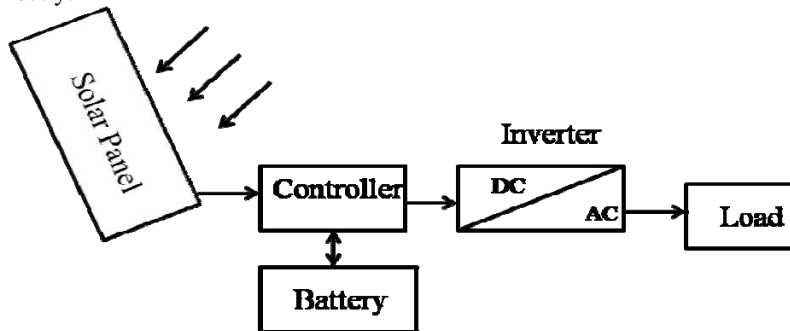 Solar Panel
Inverter
Controller
DC
AC
Load
Battery